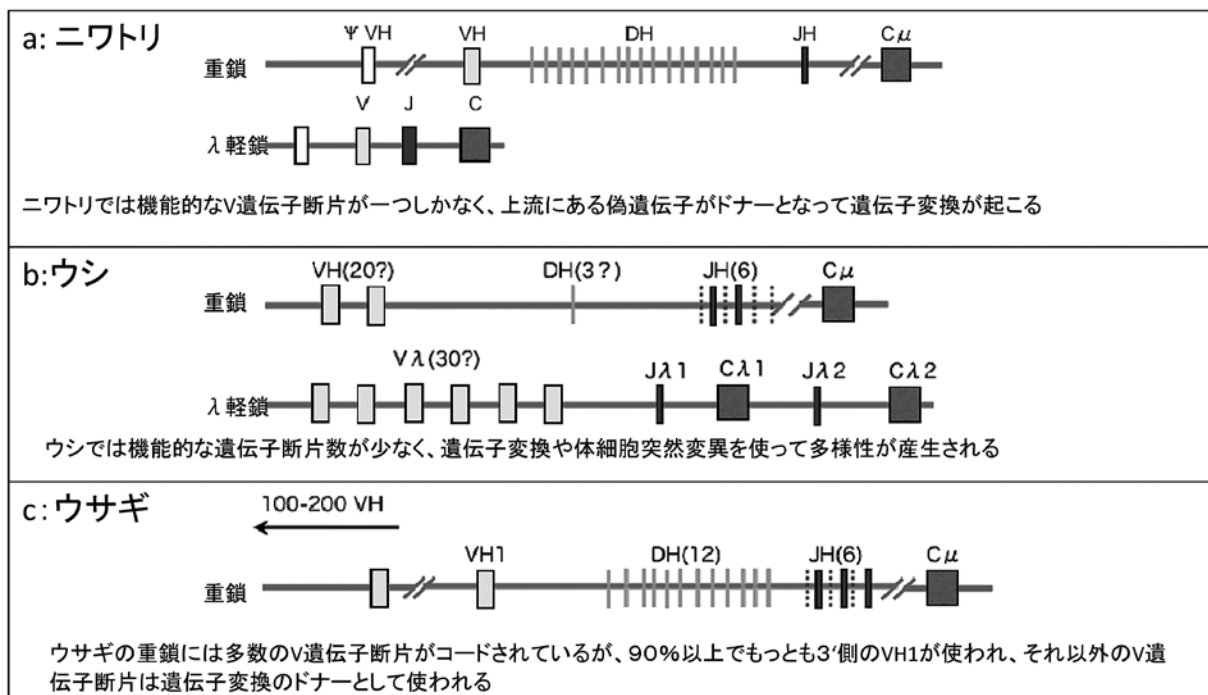 a: ニワトリ
Ψ VH VH DH JH Cμ
重鎖
V J C
λ軽鎖
ニワトリでは機能的なV遺伝子断片が一つしかなく、上流にある偽遺伝子がドナーとなって遺伝子変換が起こる
b:ウシ
VH(20?) DH(3?) JH(6) Cμ
重鎖
Vλ(30?) Jλ1 Cλ1 Jλ2 Cλ2
λ軽鎖
ウシでは機能的な遺伝子断片数が少なく、遺伝子変換や体細胞突然変異を使って多様性が産生される
c:ウサギ
100-200 VH
VH1 DH(12) JH(6) Cμ
重鎖
ウサギの重鎖には多数のV遺伝子断片がコードされているが、90%以上でもっとも3‘側のVH1が使われ、それ以外のV遺
伝子断片は遺伝子変換のドナーとして使われる